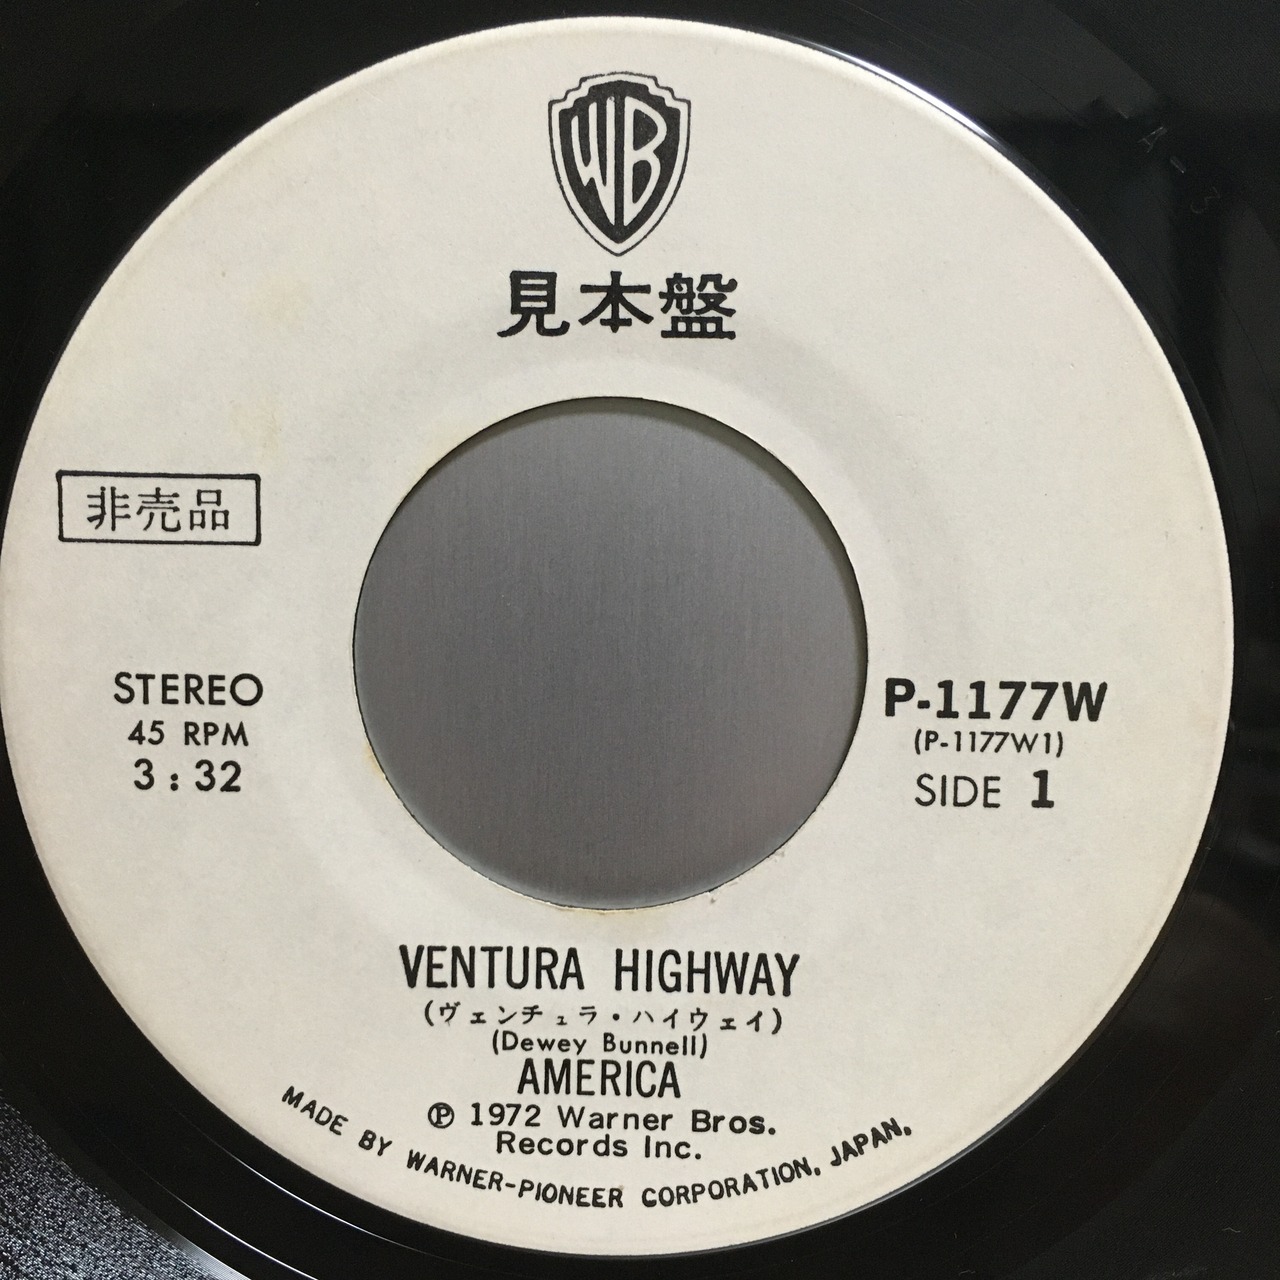 WB
見本盤
非売品
STEREO
45 RPM
3:32
P-1177W
(P-1177W1)
SIDE 1
VENTURA HIGHWAY
(ヴェンチュラ・ハイウェイ)
(Dewey Bunnell)
AMERICA
Ⓟ 1972 Warner Bros.
Records Inc.
MADE BY WARNER-PIONEER CORPORATION, JAPAN.